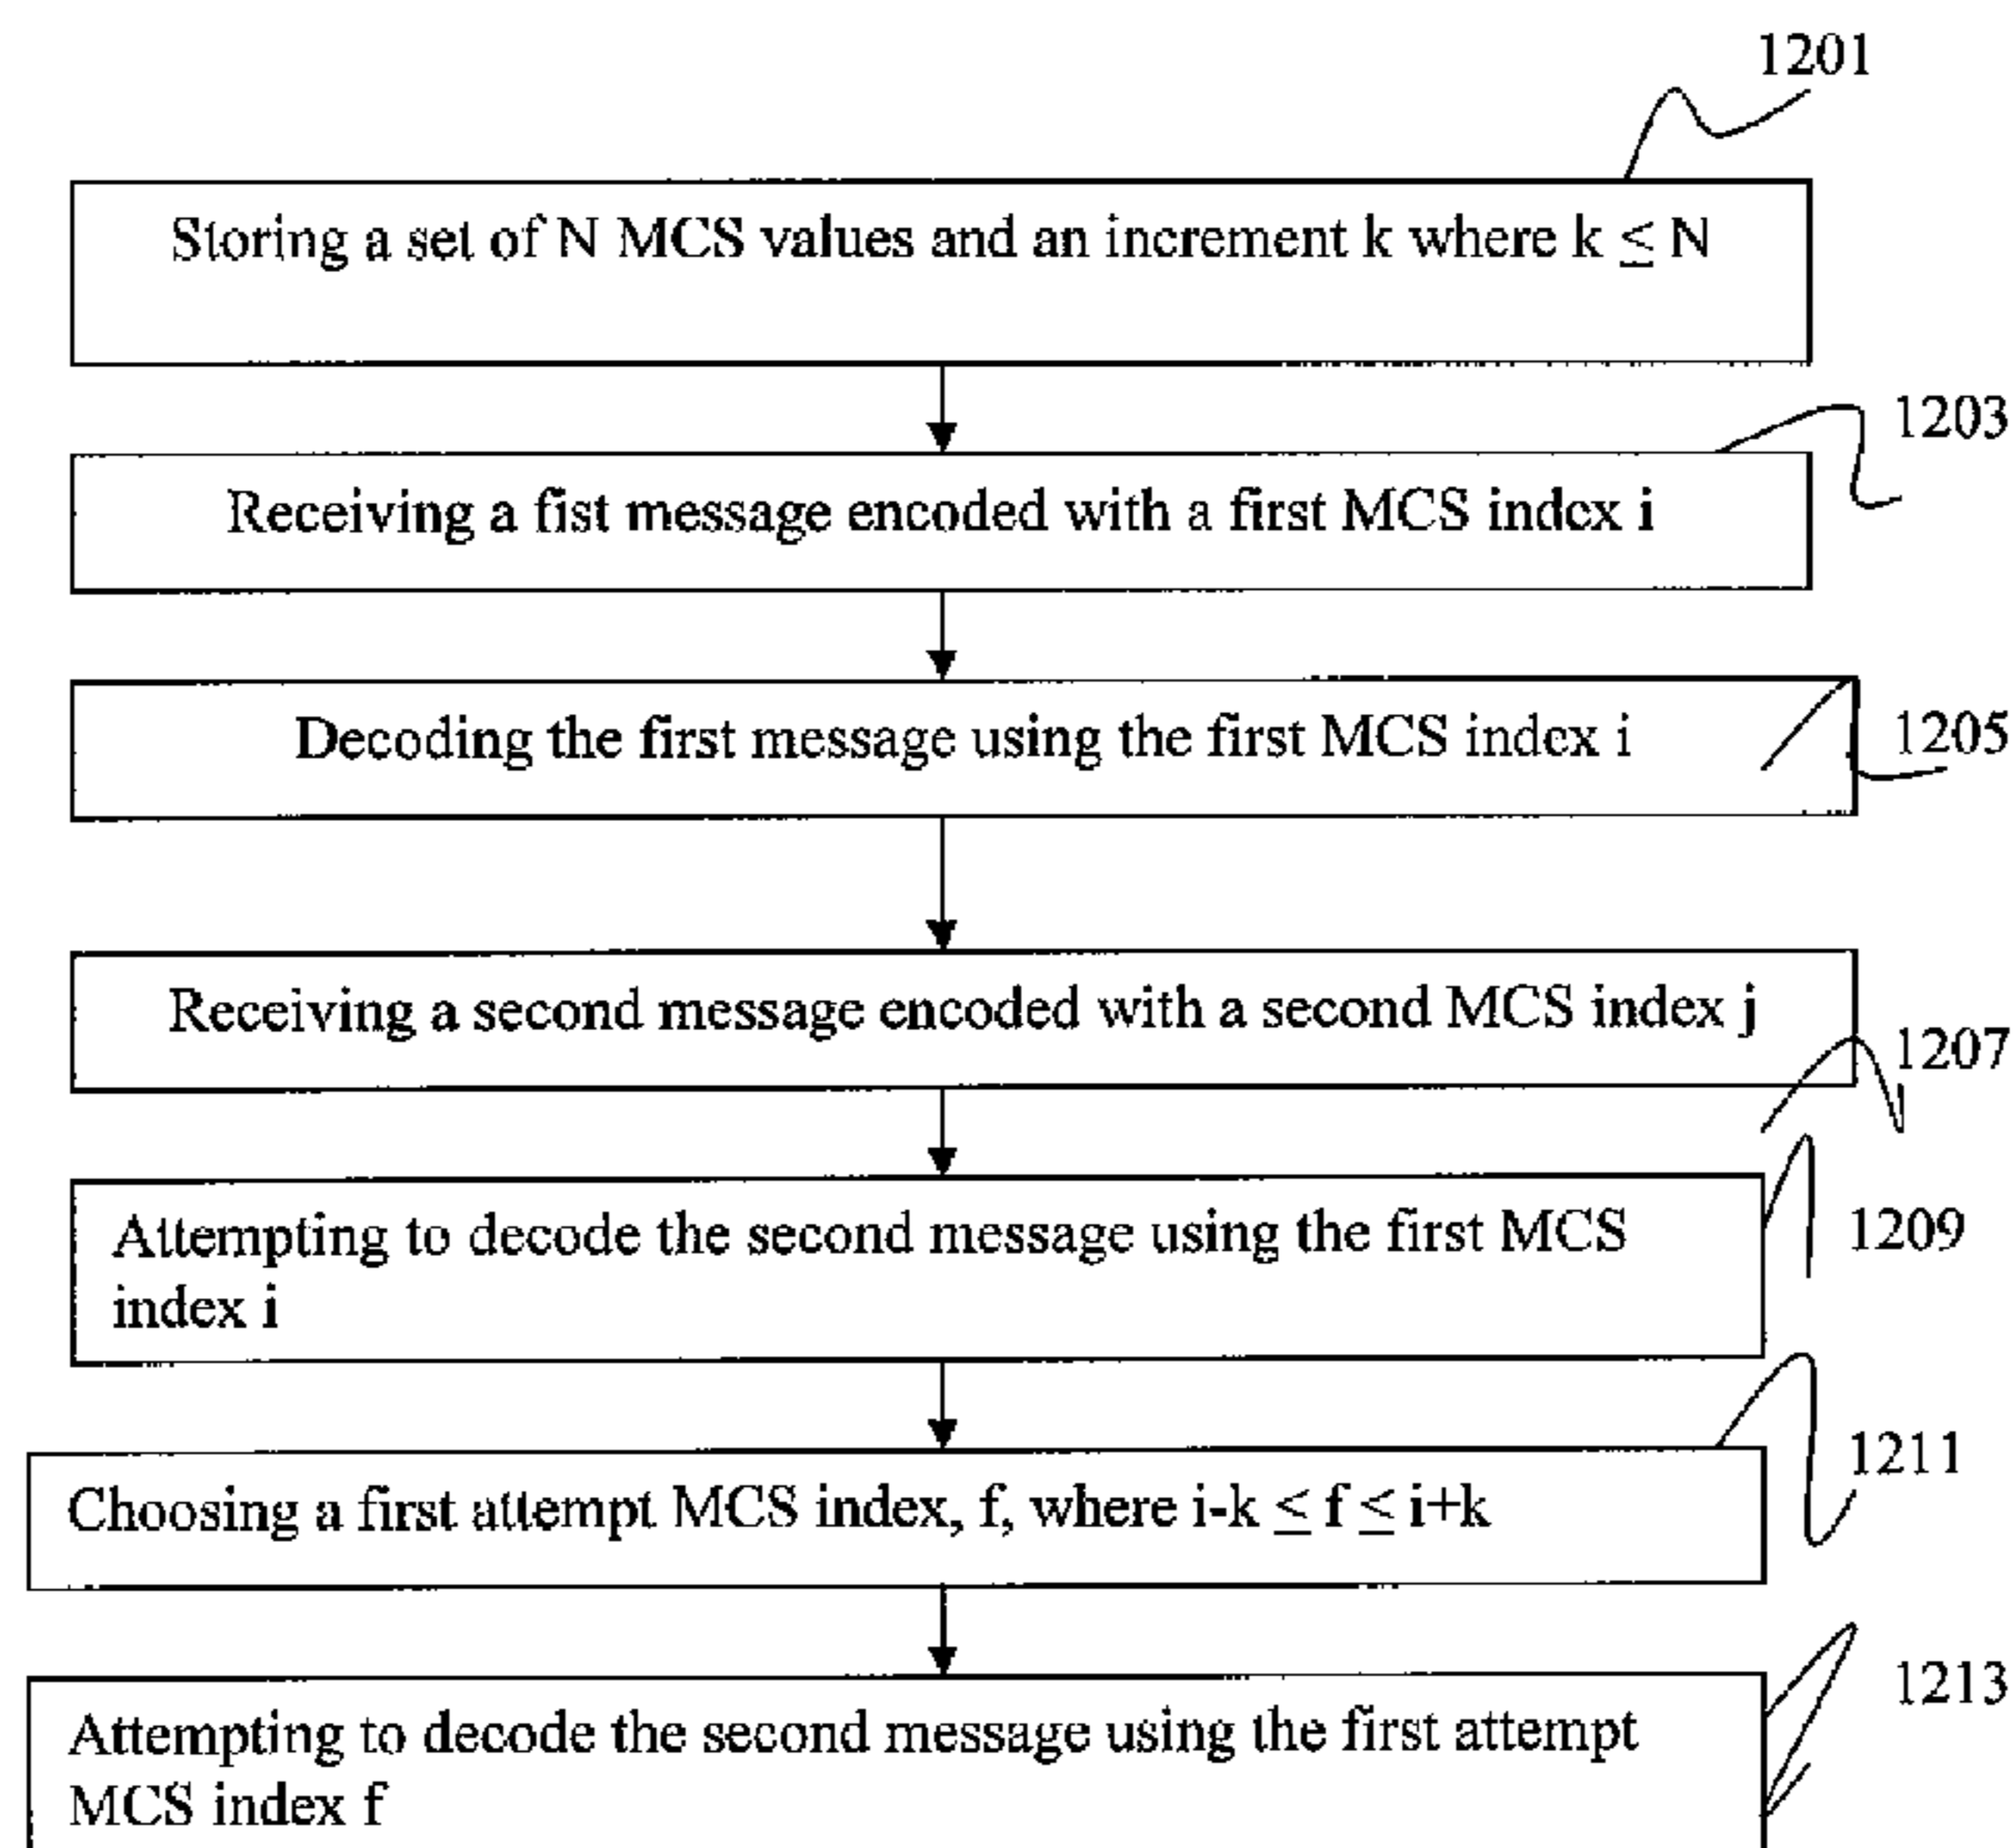 1201
Storing a set of N MCS values and an increment k where k ≤ N
1203
Receiving a fist message encoded with a first MCS index i
Decoding the first message using the first MCS index i
1205
Receiving a second message encoded with a second MCS index j
1207
Attempting to decode the second message using the first MCS
index i
1209
Choosing a first attempt MCS index, f, where i-k ≤ f ≤ i+k
1211
Attempting to decode the second message using the first attempt
MCS index f
1213